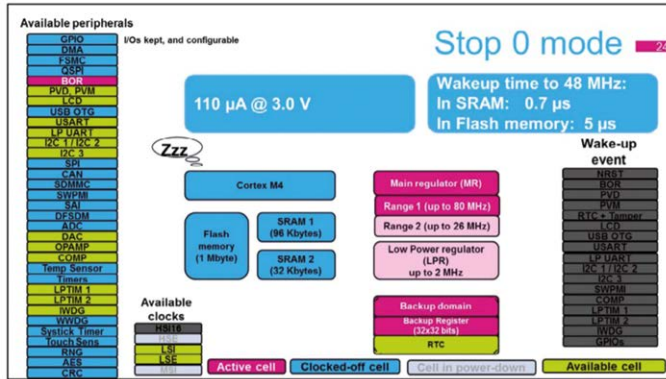 Available peripherals
GPIO
DMA
FSMC
QSPI
BOR
PVD, PVM
LCD
USB OTG
USART
LP UART
I2C 1 / I2C 2
I2C 3
SPI
CAN
SDMMC
SWPMI
SAI
DFSDM
ADC
DAC
OPAMP
COMP
Temp Sensor
Timers
LPTIM 1
LPTIM 2
IWDG
WWDG
Systick Timer
Touch Sens
RNG
AES
CRC
I/Os kept, and configurable
Stop 0 mode
24
110 µA @ 3.0 V
Wakeup time to 48 MHz:
In SRAM: 0.7 µs
In Flash memory: 5 µs
Zzz
Cortex M4
Flash
memory
(1 Mbyte)
SRAM 1
(96 Kbytes)
SRAM 2
(32 Kbytes)
Main regulator (MR)
Range 1 (up to 80 MHz)
Range 2 (up to 26 MHz)
Low Power regulator
(LPR)
up to 2 MHz
Backup domain
Backup Register
(32x32 bits)
RTC
Wake-up
event
NRST
BOR
PVD
PVM
RTC + Tamper
LCD
USB OTG
USART
LP UART
I2C 1 / I2C 2
I2C 3
SWPMI
COMP
LPTIM 1
LPTIM 2
IWDG
GPIOs
Available
clocks
HSI16
HSE
LSI
LSE
MSI
Active cell
Clocked-off cell
Cell in power-down
Available cell